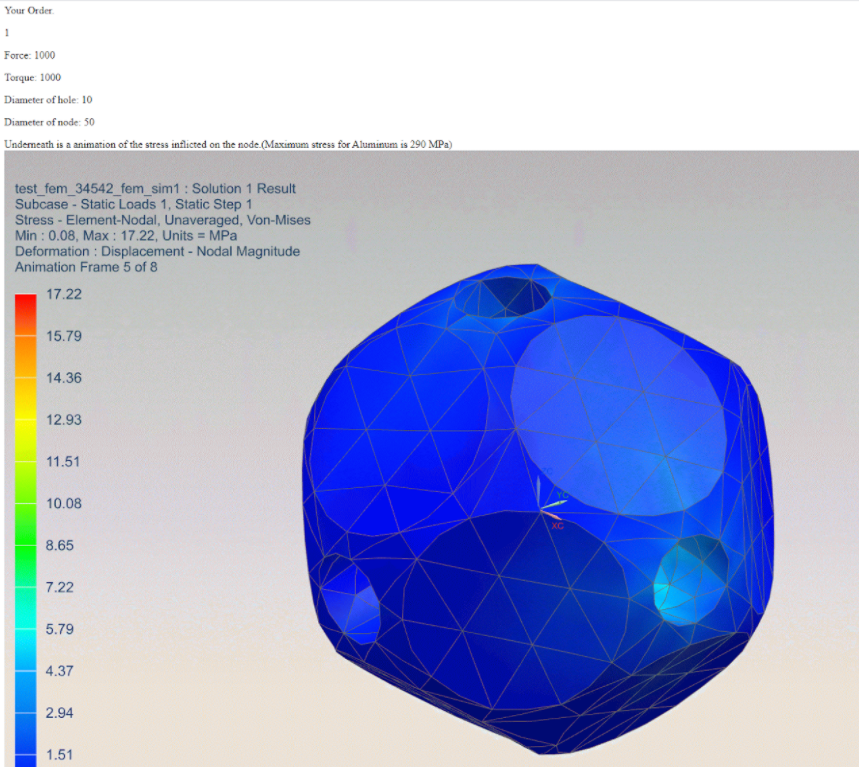 Your Order.
1
Force: 1000
Torque: 1000
Diameter of hole: 10
Diameter of node: 50
Underneath is a animation of the stress inflicted on the node.(Maximum stress for Aluminum is 290 MPa)
test_fem_34542_fem_sim1 : Solution 1 Result
Subcase - Static Loads 1, Static Step 1
Stress - Element-Nodal, Unaveraged, Von-Mises
Min : 0.08, Max : 17.22, Units = MPa
Deformation : Displacement - Nodal Magnitude
Animation Frame 5 of 8
17.22
15.79
14.36
12.93
11.51
10.08
8.65
7.22
5.79
4.37
2.94
1.51
ZC
YC
XC